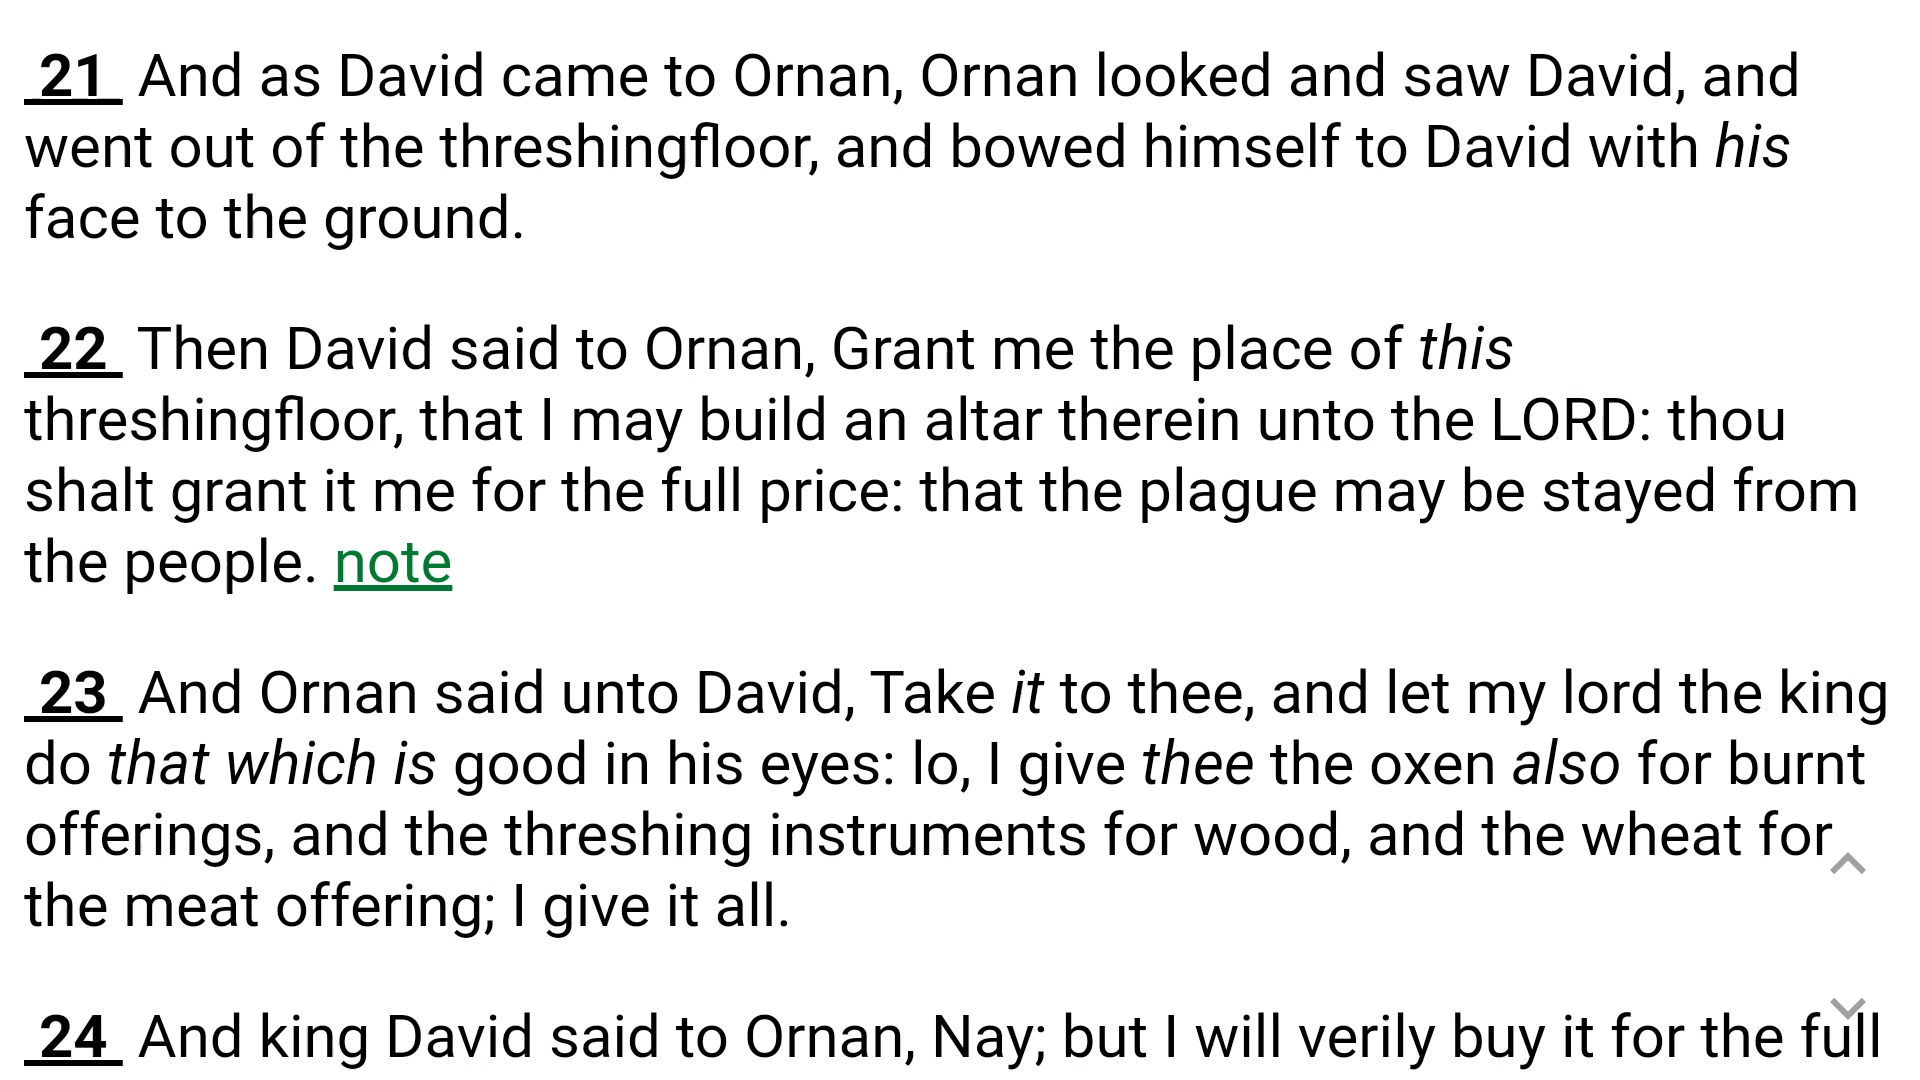 21 And as David came to Ornan, Ornan looked and saw David, and
went out of the threshingfloor, and bowed himself to David with his
face to the ground.
22 Then David said to Ornan, Grant me the place of this
threshingfloor, that I may build an altar therein unto the LORD: thou
shalt grant it me for the full price: that the plague may be stayed from
the people. note
23 And Ornan said unto David, Take it to thee, and let my lord the king
do that which is good in his eyes: lo, I give thee the oxen also for burnt
offerings, and the threshing instruments for wood, and the wheat for
the meat offering; I give it all.
24 And king David said to Ornan, Nay; but I will verily buy it for the full